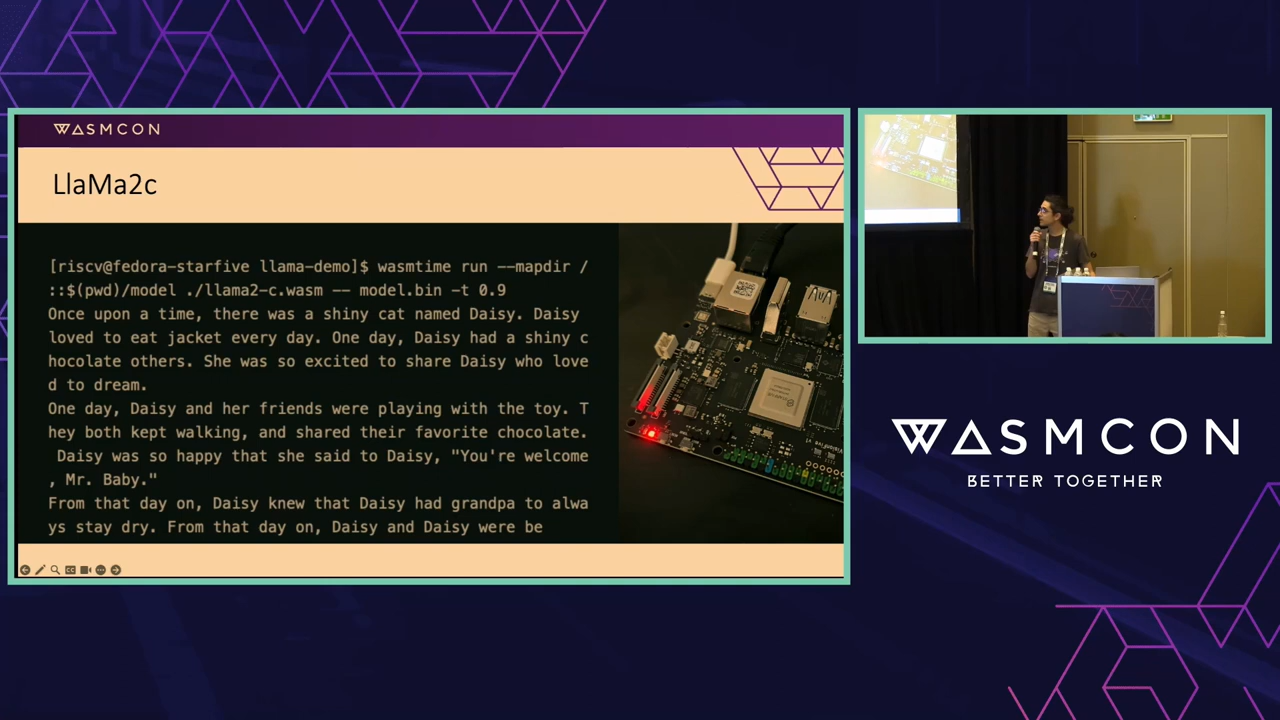 WASMCON
LlaMa2c
[riscv@fedora-starfive llama-demo]$ wasmtime run --mapdir /
::$(pwd)/model ./llama2-c.wasm -- model.bin -t 0.9
Once upon a time, there was a shiny cat named Daisy. Daisy
loved to eat jacket every day. One day, Daisy had a shiny c
hocolate others. She was so excited to share Daisy who love
d to dream.
One day, Daisy and her friends were playing with the toy. T
hey both kept walking, and shared their favorite chocolate.
 Daisy was so happy that she said to Daisy, "You're welcome
, Mr. Baby."
From that day on, Daisy knew that Daisy had grandpa to alwa
ys stay dry. From that day on, Daisy and Daisy were be
WASMCON
BETTER TOGETHER